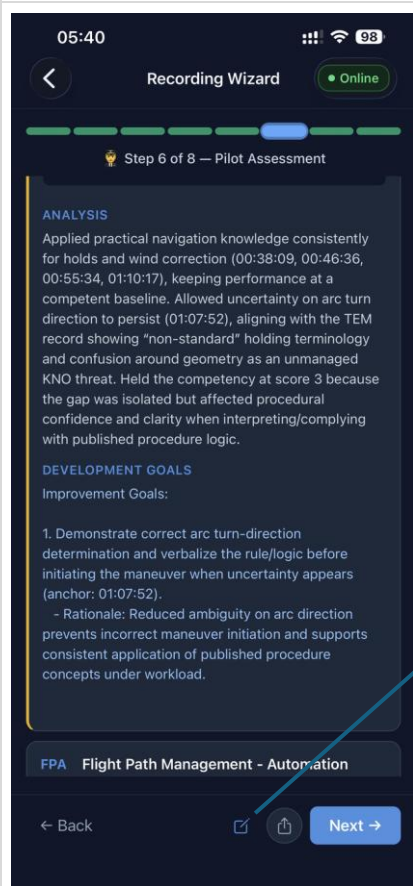 05:40
98
Recording Wizard
Online
Step 6 of 8 — Pilot Assessment
ANALYSIS
Applied practical navigation knowledge consistently
for holds and wind correction (00:38:09, 00:46:36,
00:55:34, 01:10:17), keeping performance at a
competent baseline. Allowed uncertainty on arc turn
direction to persist (01:07:52), aligning with the TEM
record showing “non-standard” holding terminology
and confusion around geometry as an unmanaged
KNO threat. Held the competency at score 3 because
the gap was isolated but affected procedural
confidence and clarity when interpreting/complying
with published procedure logic.
DEVELOPMENT GOALS
Improvement Goals:
1. Demonstrate correct arc turn-direction
determination and verbalize the rule/logic before
initiating the maneuver when uncertainty appears
(anchor: 01:07:52).
- Rationale: Reduced ambiguity on arc direction
prevents incorrect maneuver initiation and supports
consistent application of published procedure
concepts under workload.
FPA Flight Path Management - Automation
← Back
Next →